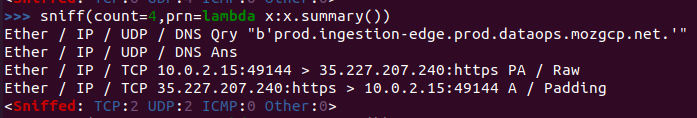 >>> sniff(count=4,prn=lambda x:x.summary())
Ether / IP / UDP / DNS Qry "b'prod.ingestion-edge.prod.dataops.mozgcp.net.'"
Ether / IP / UDP / DNS Ans
Ether / IP / TCP 10.0.2.15:49144 > 35.227.207.240:https PA / Raw
Ether / IP / TCP 35.227.207.240:https > 10.0.2.15:49144 A / Padding
<Sniffed: TCP:2 UDP:2 ICMP:0 Other:0>